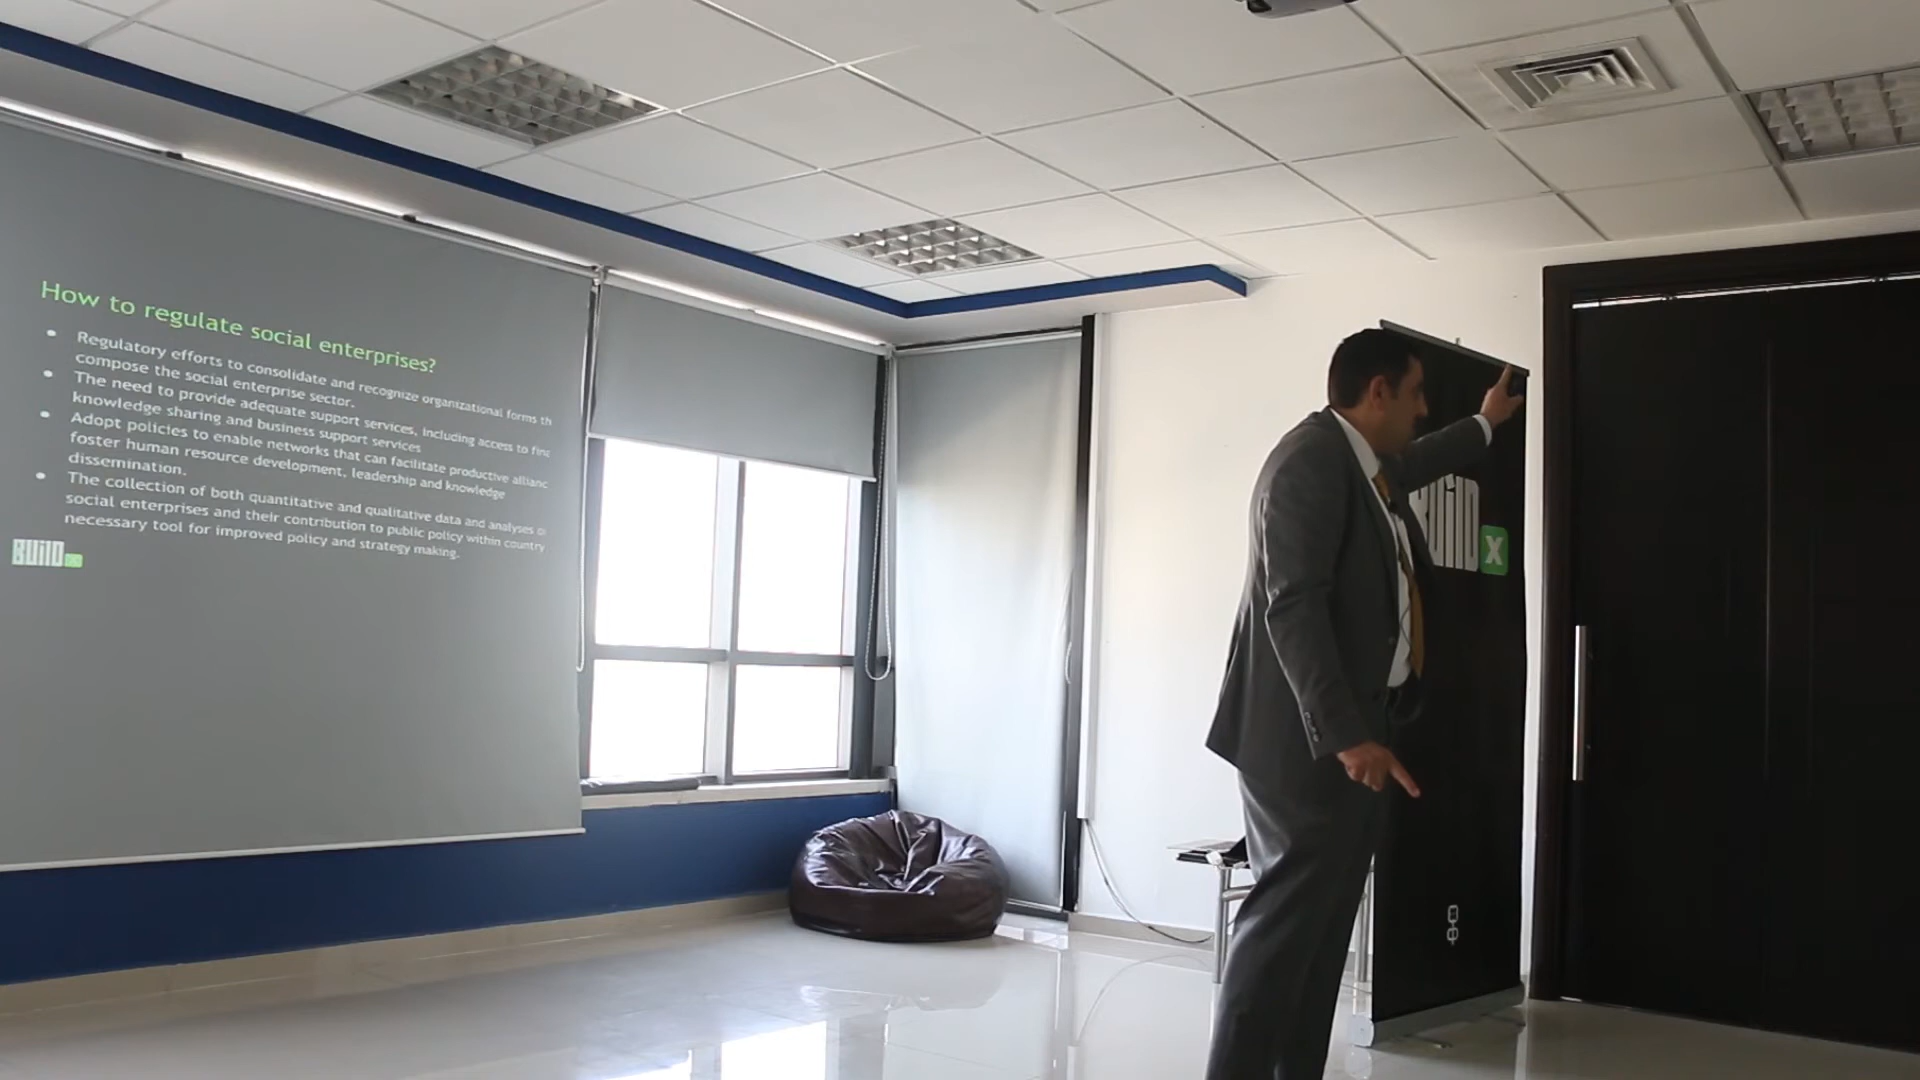 How to regulate social enterprises?
• Regulatory efforts to consolidate and recognize organizational forms th
compose the social enterprise sector.
• The need to provide adequate support services, including access to fina
knowledge sharing and business support services
• Adopt policies to enable networks that can facilitate productive allianc
foster human resource development, leadership and knowledge
dissemination.
• The collection of both quantitative and qualitative data and analyses o
social enterprises and their contribution to public policy within country
necessary tool for improved policy and strategy making.
BUilD
BUilD x